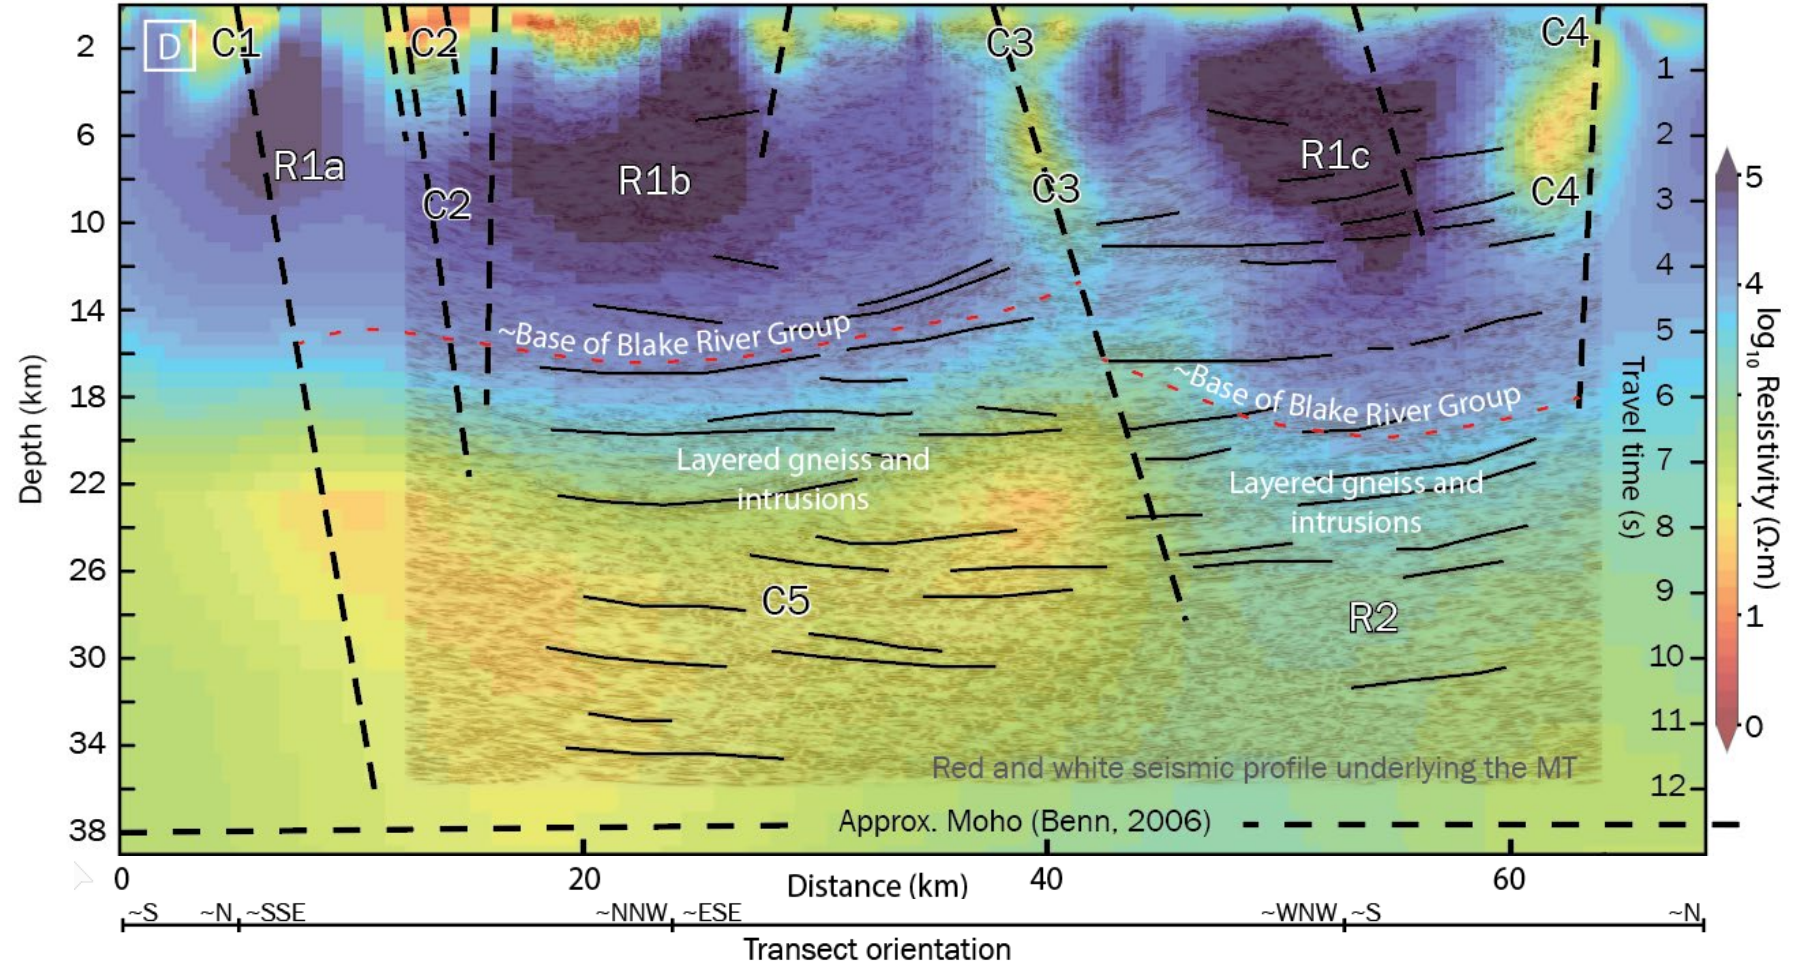 D
C1
C2
C3
C4
2
6
10
14
18
22
26
30
34
38
Depth (km)
R1a
C2
R1b
C3
R1c
C4
~Base of Blake River Group
~Base of Blake River Group
Layered gneiss and
intrusions
Layered gneiss and
intrusions
C5
R2
Red and white seismic profile underlying the MT
Approx. Moho (Benn, 2006)
1
2
3
4
5
6
7
8
9
10
11
12
Travel time (s)
5
4
1
0
log₁₀ Resistivity (Ω·m)
0
20
40
60
Distance (km)
~S ~N ~SSE ~NNW ~ESE ~WNW ~S ~N
Transect orientation